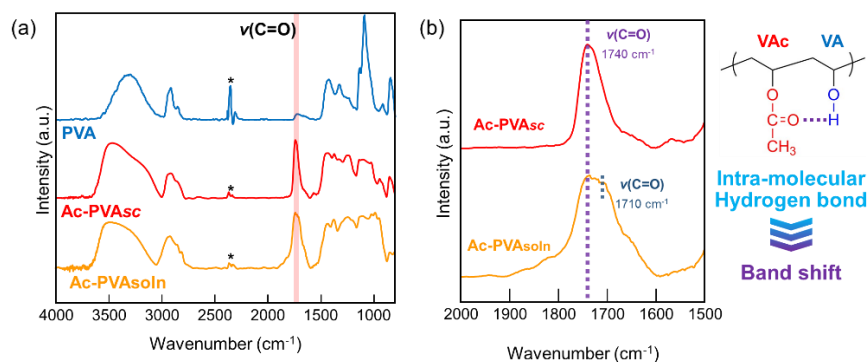 (a)
ν(C=O)
*
PVA
*
Ac-PVAsc
*
Ac-PVAsoln
Intensity (a.u.)
4000 3500 3000 2500 2000 1500 1000
Wavenumber (cm⁻¹)
(b)
ν(C=O)
1740 cm⁻¹
Ac-PVAsc
ν(C=O)
1710 cm⁻¹
Ac-PVAsoln
Intensity (a.u.)
2000 1900 1800 1700 1600 1500
Wavenumber (cm⁻¹)
VAc VA
O O
C=O H
CH₃
Intra-molecular
Hydrogen bond
Band shift